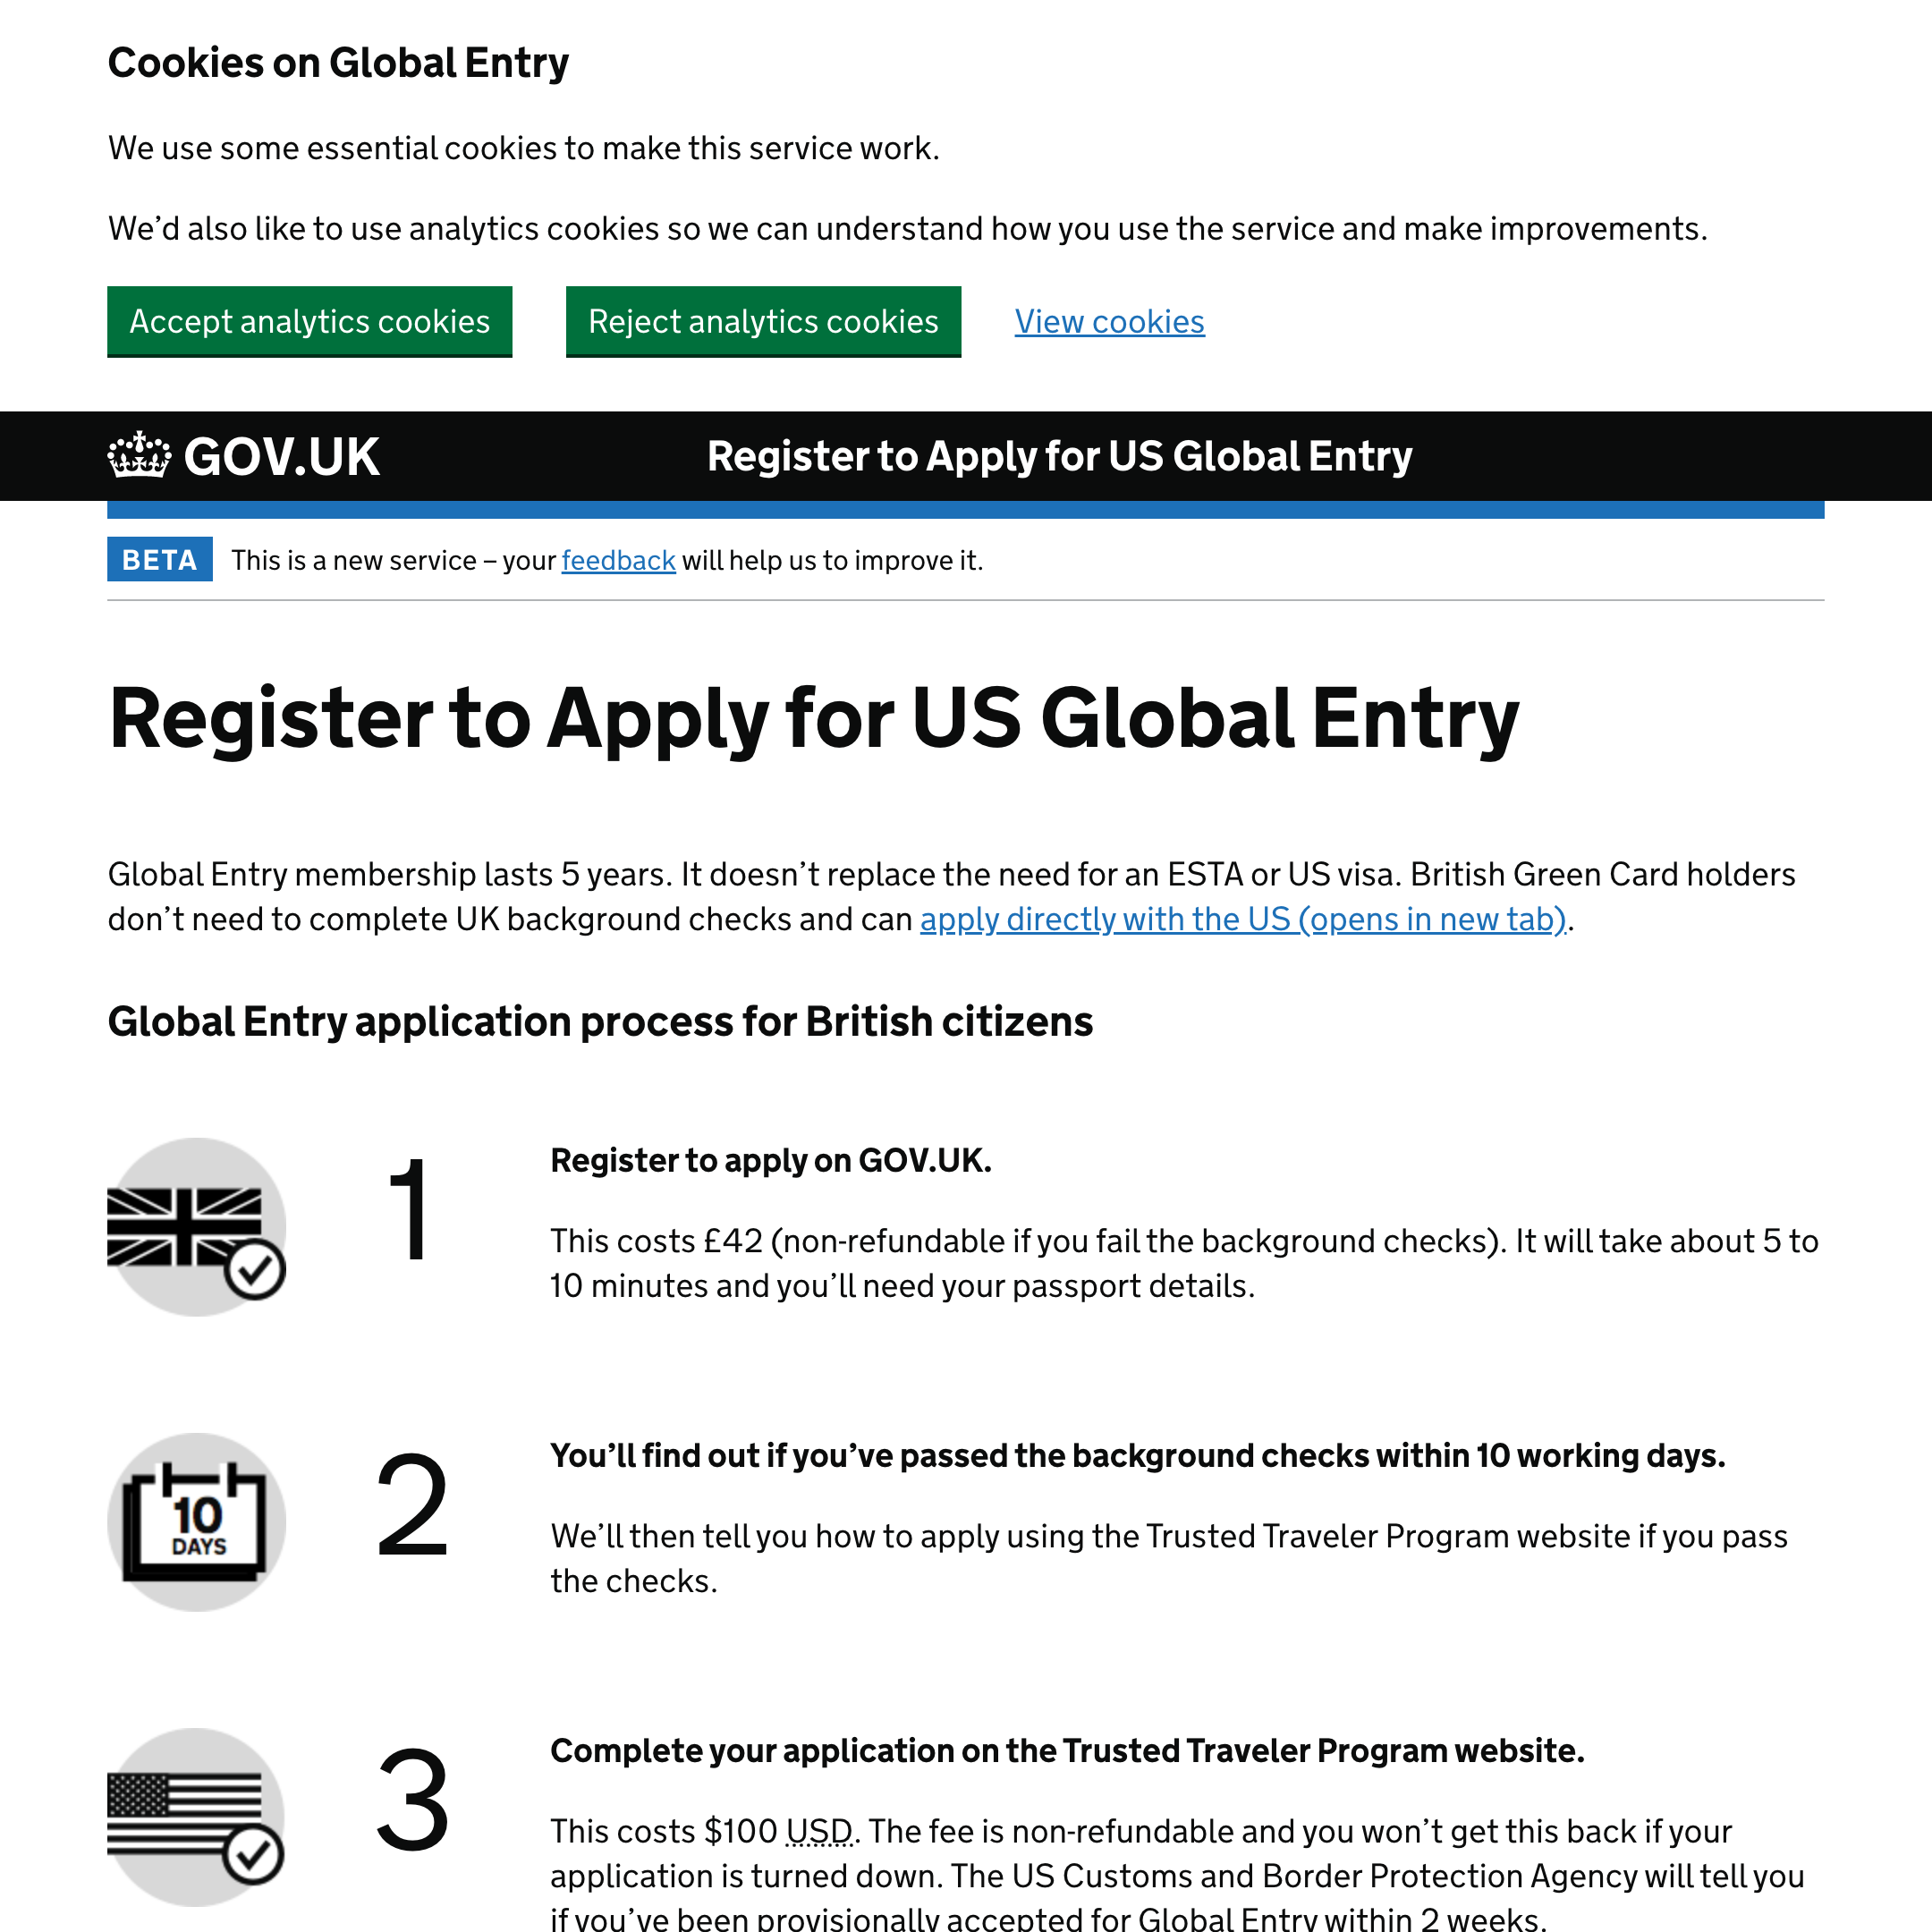 Cookies on Global Entry
We use some essential cookies to make this service work.
We’d also like to use analytics cookies so we can understand how you use the service and make improvements.
Accept analytics cookies Reject analytics cookies View cookies
GOV.UK Register to Apply for US Global Entry
BETA This is a new service – your feedback will help us to improve it.
Register to Apply for US Global Entry
Global Entry membership lasts 5 years. It doesn’t replace the need for an ESTA or US visa. British Green Card holders
don’t need to complete UK background checks and can apply directly with the US (opens in new tab).
Global Entry application process for British citizens
1
Register to apply on GOV.UK.
This costs £42 (non-refundable if you fail the background checks). It will take about 5 to
10 minutes and you’ll need your passport details.
10
DAYS
2
You’ll find out if you’ve passed the background checks within 10 working days.
We’ll then tell you how to apply using the Trusted Traveler Program website if you pass
the checks.
3
Complete your application on the Trusted Traveler Program website.
This costs $100 USD. The fee is non-refundable and you won’t get this back if your
application is turned down. The US Customs and Border Protection Agency will tell you
if you’ve been provisionally accepted for Global Entry within 2 weeks.